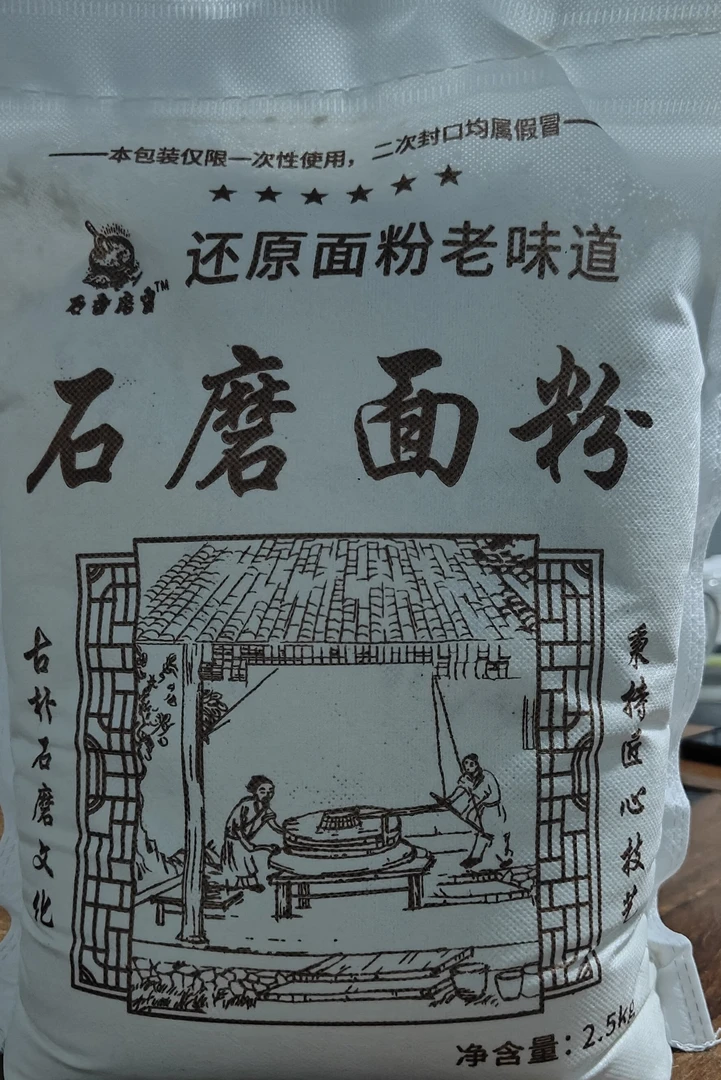 本包装仅限一次性使用，二次封口均属假冒
★★★★★★
还原面粉老味道
TM
石磨面粉
古朴石磨文化
秉持匠心技艺
净含量：2.5kg